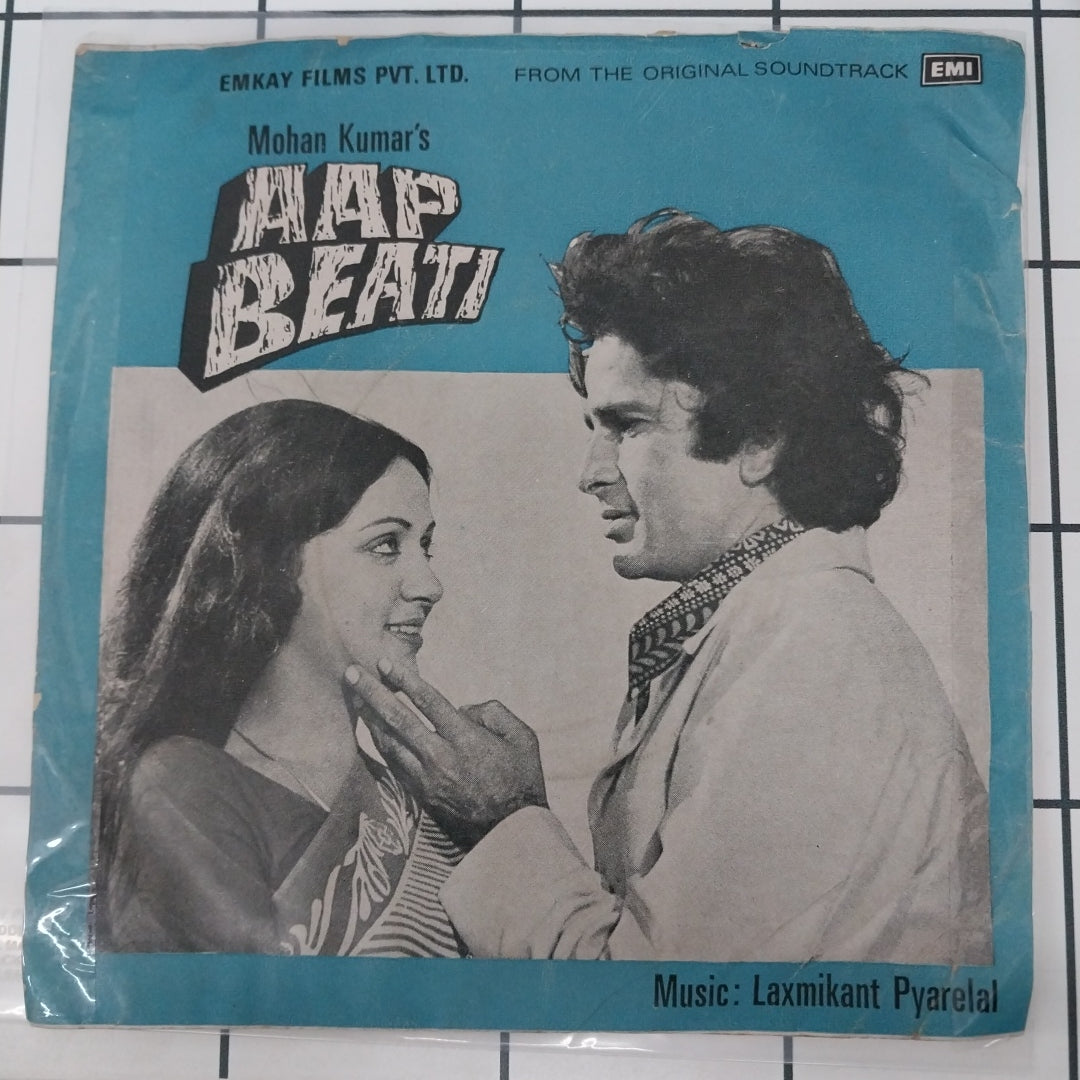 EMKAY FILMS PVT. LTD.
FROM THE ORIGINAL SOUNDTRACK
EMI
Mohan Kumar's
AAP
BEATI
Music: Laxmikant Pyarelal